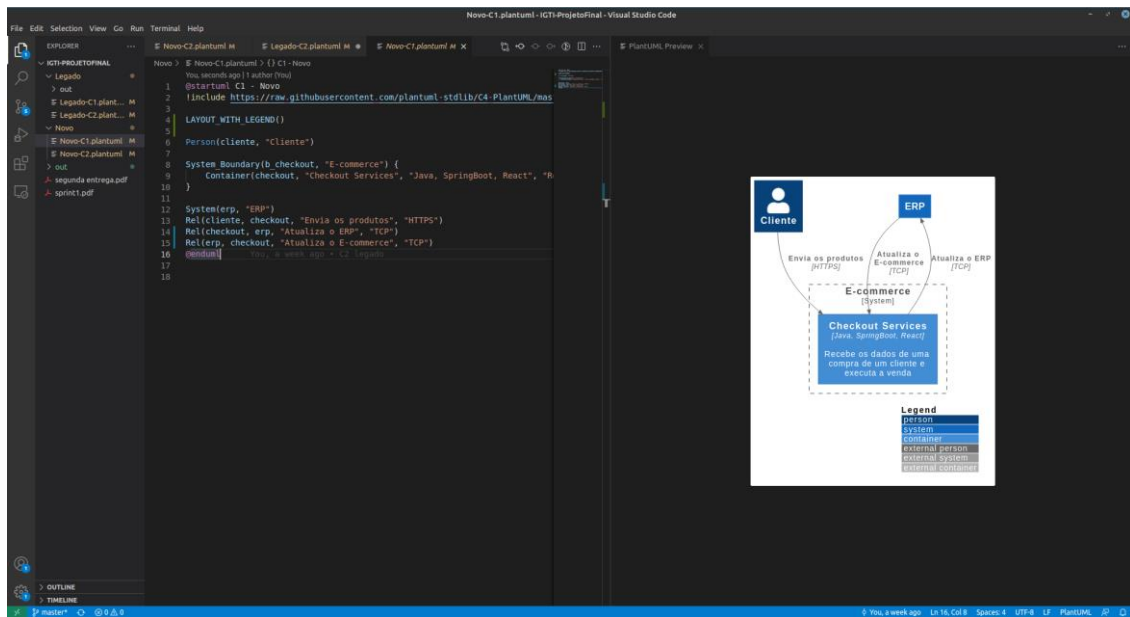 Novo-C1.plantuml - IGTI-ProjetoFinal - Visual Studio Code
File Edit Selection View Go Run Terminal Help
EXPLORER
IGTI-PROJETOFINAL
Legado
out
Legado-C1.plant... M
Legado-C2.plant... M
Novo
Novo-C1.plantuml M
Novo-C2.plantuml M
out
segunda entrega.pdf
sprint1.pdf
OUTLINE
TIMELINE
Novo-C2.plantuml M
Legado-C2.plantuml M
Novo-C1.plantuml M
Novo > Novo-C1.plantuml > {} C1 - Novo
You, seconds ago | 1 author (You)
1 @startuml C1 - Novo
2 !include https://raw.githubusercontent.com/plantuml-stdlib/C4-PlantUML/mas
3
4 LAYOUT_WITH_LEGEND()
5
6 Person(cliente, "Cliente")
7
8 System_Boundary(b_checkout, "E-commerce") {
9 Container(checkout, "Checkout Services", "Java, SpringBoot, React", "R
10 }
11
12 System(erp, "ERP")
13 Rel(cliente, checkout, "Envia os produtos", "HTTPS")
14 Rel(checkout, erp, "Atualiza o ERP", "TCP")
15 Rel(erp, checkout, "Atualiza o E-commerce", "TCP")
16 @enduml You, a week ago • C2 legado
17
18
PlantUML Preview
Cliente
ERP
Envia os produtos
[HTTPS]
Atualiza o
E-commerce
[TCP]
Atualiza o ERP
[TCP]
E-commerce
[System]
Checkout Services
[Java, SpringBoot, React]
Recebe os dados de uma
compra de um cliente e
executa a venda
Legend
person
system
container
external person
external system
external container
master* 0 0
You, a week ago Ln 16, Col 8 Spaces: 4 UTF-8 LF PlantUML